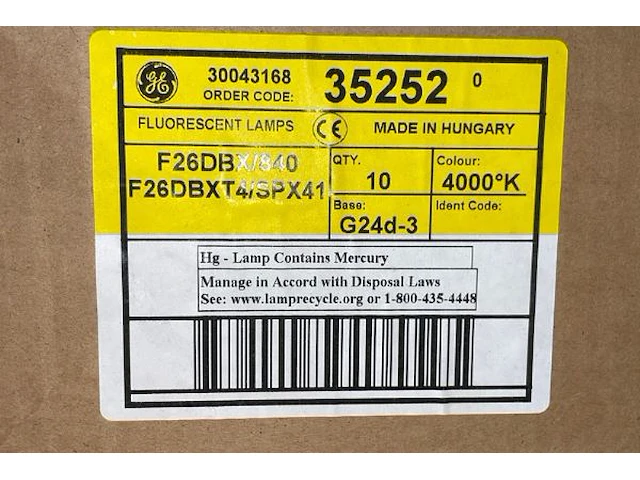 GE
30043168
ORDER CODE: 35252 0
FLUORESCENT LAMPS CE MADE IN HUNGARY
F26DBX/840
F26DBXT4/SPX41
QTY.
10
Colour:
4000°K
Base:
G24d-3
Ident Code:
Hg - Lamp Contains Mercury
Manage in Accord with Disposal Laws
See: www.lamprecycle.org or 1-800-435-4448